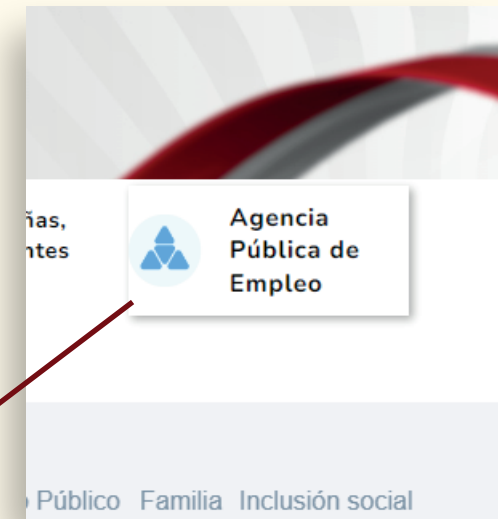 ñas,
ntes
Agencia
Pública de
Empleo
Público Familia Inclusión social